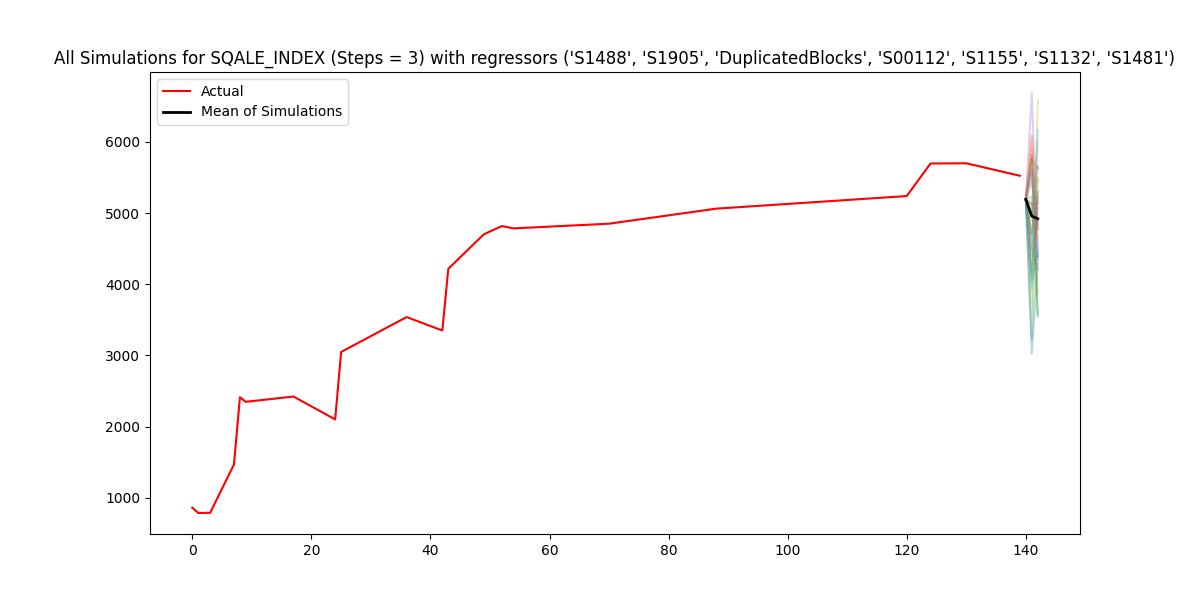 All Simulations for SQALE_INDEX (Steps = 3) with regressors ('S1488', 'S1905', 'DuplicatedBlocks', 'S00112', 'S1155', 'S1132', 'S1481')
Actual
Mean of Simulations
6000
5000
4000
3000
2000
1000
0 20 40 60 80 100 120 140